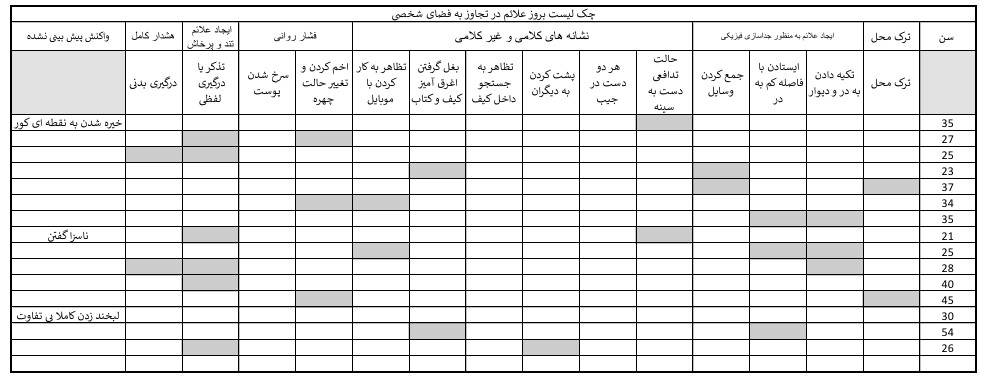 چک لیست بروز علائم در تجاوز به فضای شخصی
سن
ترک محل
ایجاد علائم به منظور جداسازی فیزیکی
نشانه های کلامی و غیر کلامی
فشار روانی
ایجاد علائم
تند و پرخاش
هشدار کامل
واکنش پیش بینی نشده
ترک محل
تکیه دادن
به در و دیوار
ایستادن با
فاصله کم به
در
جمع کردن
وسایل
حالت
تدافعی
دست به
سینه
هر دو
دست در
جیب
پشت کردن
به دیگران
تظاهر به
جستجو
داخل کیف
بغل گرفتن
اغرق آمیز
کیف و کتاب
تظاهر به کار
کردن با
موبایل
اخم کردن و
تغییر حالت
چهره
سرخ شدن
پوست
تذکر یا
درگیری
لفظی
درگیری بدنی
35 خیره شدن به نقطه ای کور
27
25
23
37
34
35
21 ناسزا گفتن
25
28
40
45
30 لبخند زدن کاملا بی تفاوت
54
26